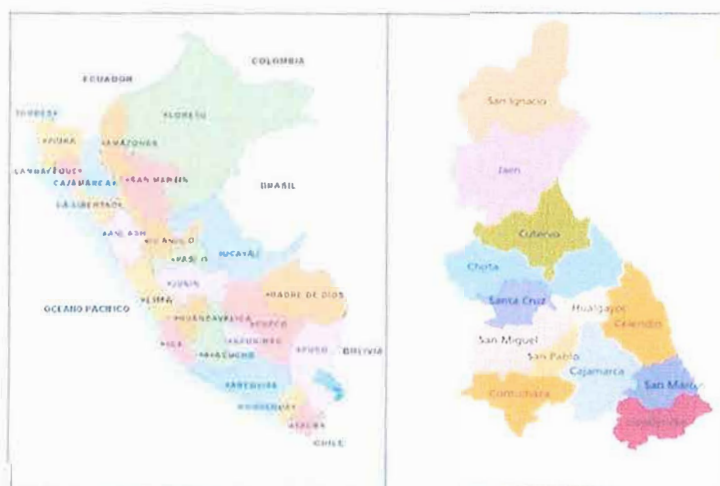 COLOMBIA
ECUADOR
LORETO
TUMBES
PIURA
AMAZONAS
LAMBAYEQUE
CAJAMARCA
SAN MARTIN
BRASIL
LA LIBERTAD
ANCASH
HUANUCO
UCAYALI
PASCO
JUNIN
LIMA
MADRE DE DIOS
OCEANO PACIFICO
HUANCAVELICA
CUSCO
ICA
APURIMAC
AYACUCHO
PUNO
BOLIVIA
AREQUIPA
MOQUEGUA
TACNA
CHILE
San Ignacio
Jaen
Cutervo
Chota
Santa Cruz
Hualgayoc
Celendin
San Miguel
San Pablo
Cajamarca
San Marcos
Contumaza